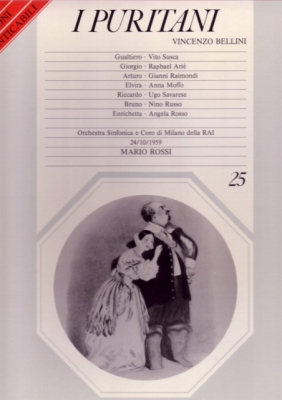 I PURITANI
VINCENZO BELLINI
Gualtiero · Vito Susca
Giorgio · Raphael Arié
Arturo · Gianni Raimondi
Elvira · Anna Moffo
Riccardo · Ugo Savarese
Bruno · Nino Russo
Enrichetta · Angela Rosso
Orchestra Sinfonica e Coro di Milano della RAI
24/10/1959
MARIO ROSSI
25